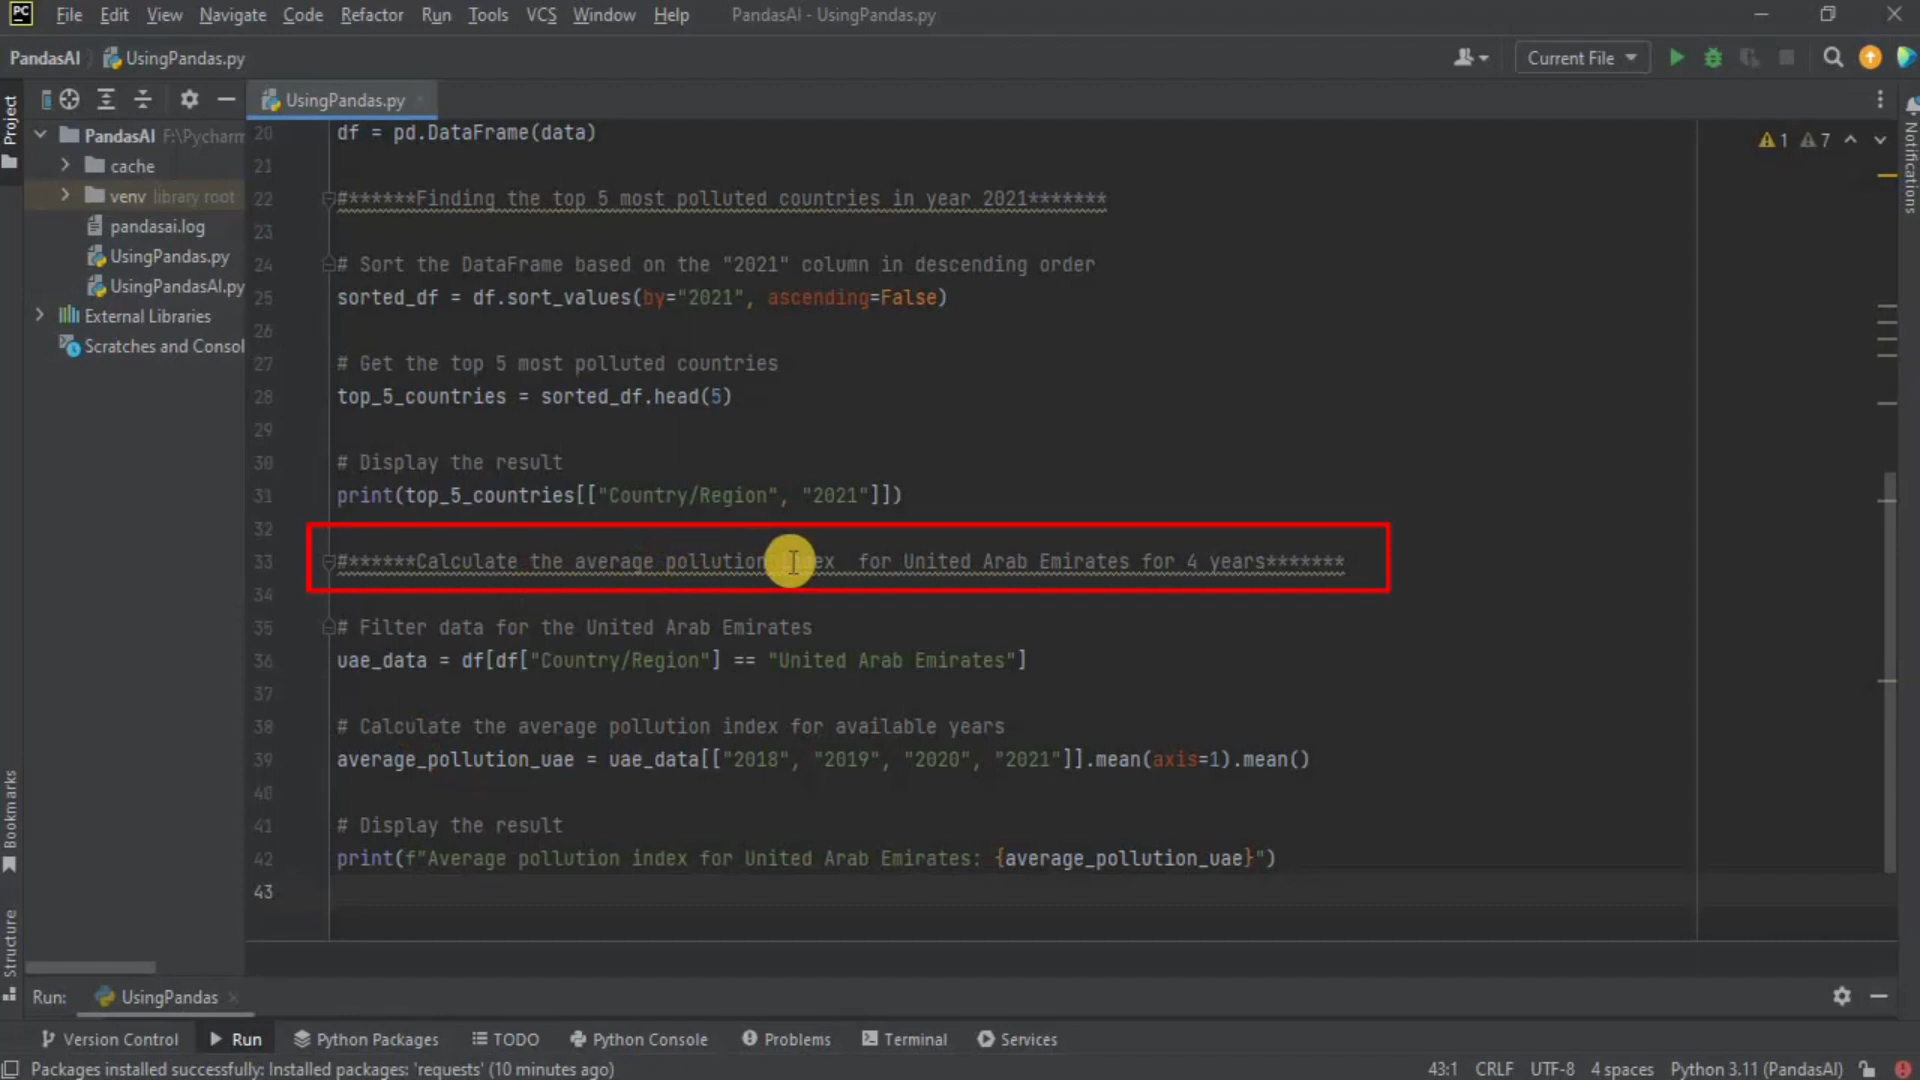 PC File Edit View Navigate Code Refactor Run Tools VCS Window Help PandasAI - UsingPandas.py
PandasAI UsingPandas.py Current File
Project
UsingPandas.py
Notifications
PandasAI F:\Pycharm
cache
venv library root
pandasai.log
UsingPandas.py
UsingPandasAI.py
External Libraries
Scratches and Consol
1 7
20 df = pd.DataFrame(data)
21
22 #******Finding the top 5 most polluted countries in year 2021*******
23
24 # Sort the DataFrame based on the "2021" column in descending order
25 sorted_df = df.sort_values(by="2021", ascending=False)
26
27 # Get the top 5 most polluted countries
28 top_5_countries = sorted_df.head(5)
29
30 # Display the result
31 print(top_5_countries[["Country/Region", "2021"]])
32
33 #******Calculate the average pollution index  for United Arab Emirates for 4 years*******
34
35 # Filter data for the United Arab Emirates
36 uae_data = df[df["Country/Region"] == "United Arab Emirates"]
37
38 # Calculate the average pollution index for available years
39 average_pollution_uae = uae_data[["2018", "2019", "2020", "2021"]].mean(axis=1).mean()
40
41 # Display the result
42 print(f"Average pollution index for United Arab Emirates: {average_pollution_uae}")
43
Bookmarks
Structure
Run: UsingPandas
Version Control Run Python Packages TODO Python Console Problems Terminal Services
Packages installed successfully: Installed packages: 'requests' (10 minutes ago) 43:1 CRLF UTF-8 4 spaces Python 3.11 (PandasAI)